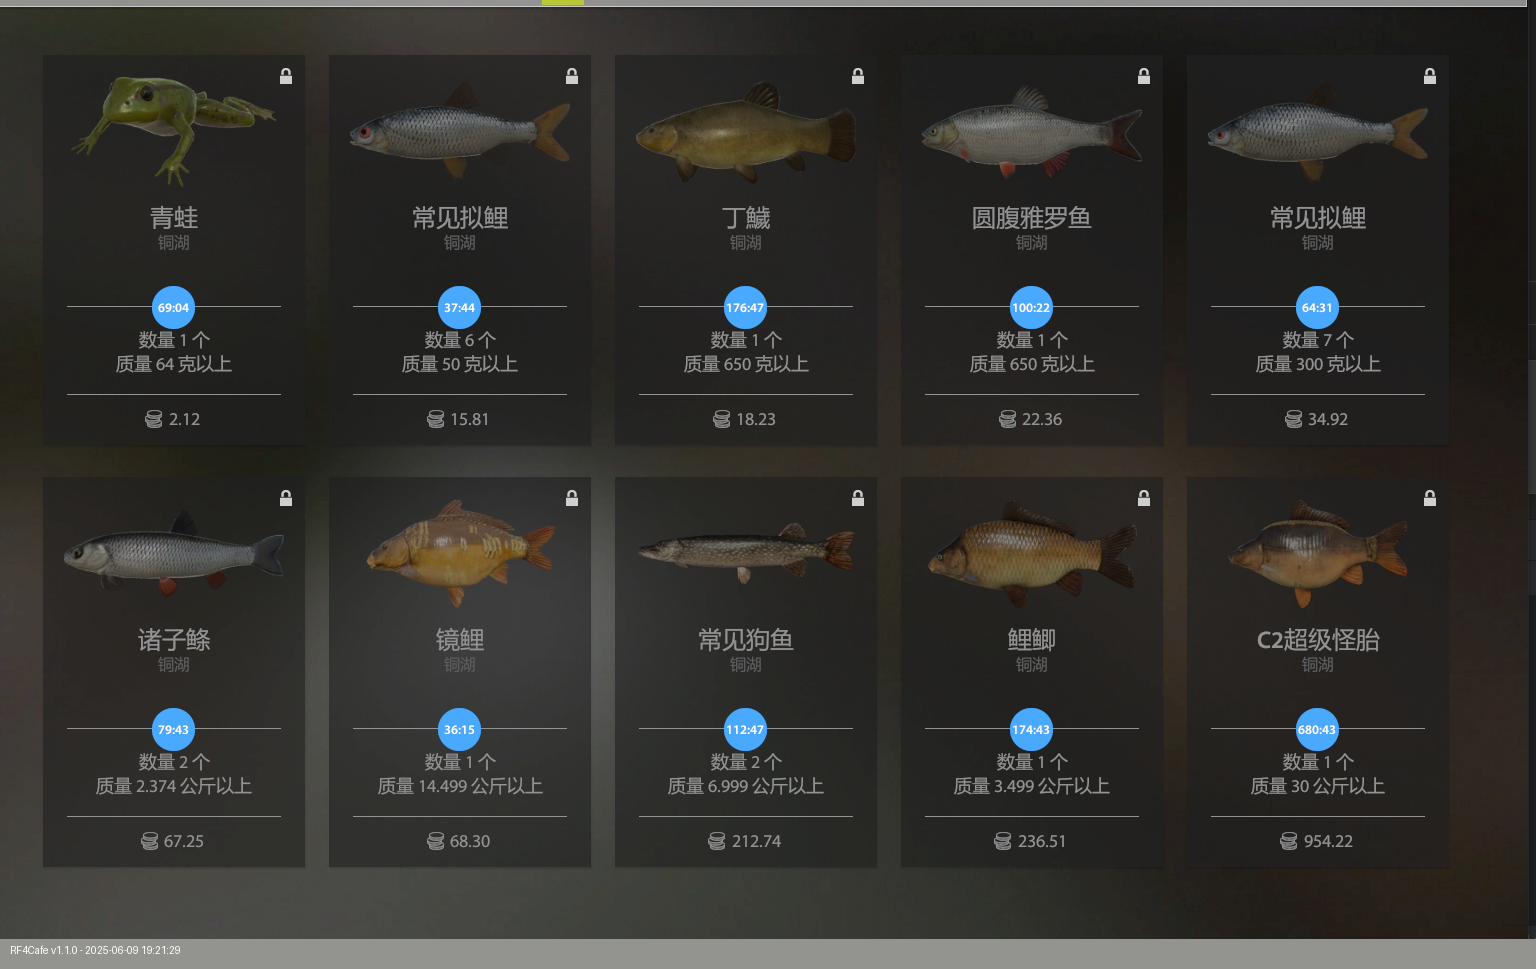 青蛙
铜湖
69:04
数量 1 个
质量 64 克以上
2.12
常见拟鲤
铜湖
37:44
数量 6 个
质量 50 克以上
15.81
丁鱥
铜湖
176:47
数量 1 个
质量 650 克以上
18.23
圆腹雅罗鱼
铜湖
100:22
数量 1 个
质量 650 克以上
22.36
常见拟鲤
铜湖
64:31
数量 7 个
质量 300 克以上
34.92
诸子鲦
铜湖
79:43
数量 2 个
质量 2.374 公斤以上
67.25
镜鲤
铜湖
36:15
数量 1 个
质量 14.499 公斤以上
68.30
常见狗鱼
铜湖
112:47
数量 2 个
质量 6.999 公斤以上
212.74
鲤鲫
铜湖
174:43
数量 1 个
质量 3.499 公斤以上
236.51
C2超级怪胎
铜湖
680:43
数量 1 个
质量 30 公斤以上
954.22
RF4Cafe v1.1.0 - 2025-06-09 19:21:29